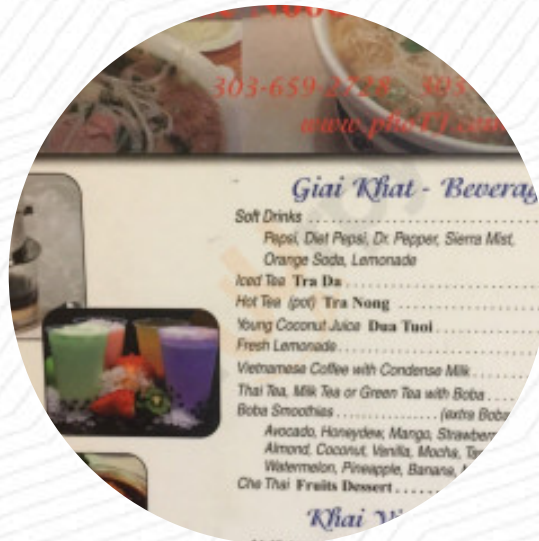 303-659-2728 303-
www.pho
Giai Khat - Beverag
Soft Drinks
Pepsi, Diet Pepsi, Dr. Pepper, Sierra Mist,
Orange Soda, Lemonade
Iced Tea Tra Da
Hot Tea (pot) Tra Nong
Young Coconut Juice Dua Tuoi
Fresh Lemonade
Vietnamese Coffee with Condense Milk
Thai Tea, Milk Tea or Green Tea with Boba
Boba Smoothies (extra Boba
Avocado, Honeydew, Mango, Strawber
Almond, Coconut, Vanilla, Mocha,
Watermelon, Pineapple, Banana,
Che Thai Fruits Dessert
Khai